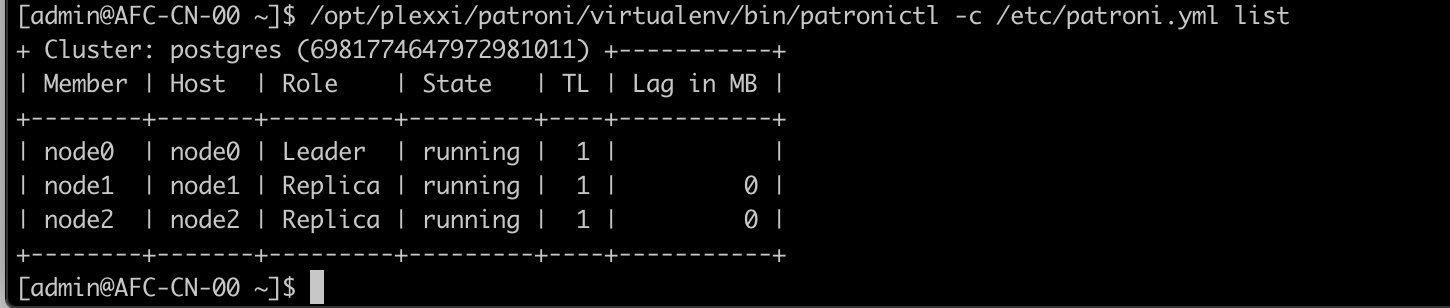 [admin@AFC-CN-00 ~]$ /opt/plexxi/patroni/virtualenv/bin/patronictl -c /etc/patroni.yml list
+ Cluster: postgres (6981774647972981011) +-----------+
| Member | Host  | Role    | State   | TL | Lag in MB |
+--------+-------+---------+---------+----+-----------+
| node0  | node0 | Leader  | running |  1 |           |
| node1  | node1 | Replica | running |  1 |         0 |
| node2  | node2 | Replica | running |  1 |         0 |
+--------+-------+---------+---------+----+-----------+
[admin@AFC-CN-00 ~]$